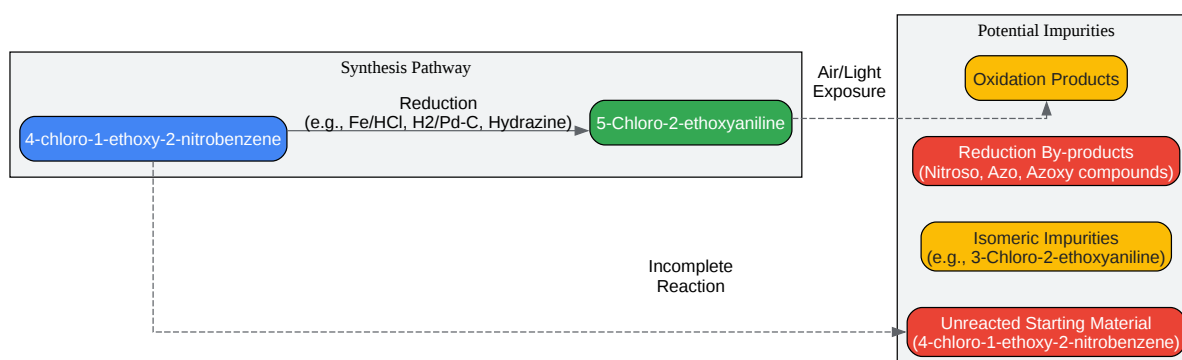 Potential Impurities
Synthesis Pathway
Oxidation Products
Air/Light
Exposure
Reduction
(e.g., Fe/HCl, H2/Pd-C, Hydrazine)
4-chloro-1-ethoxy-2-nitrobenzene
5-Chloro-2-ethoxyaniline
Reduction By-products
(Nitroso, Azo, Azoxy compounds)
Isomeric Impurities
(e.g., 3-Chloro-2-ethoxyaniline)
Incomplete
Reaction
Unreacted Starting Material
(4-chloro-1-ethoxy-2-nitrobenzene)